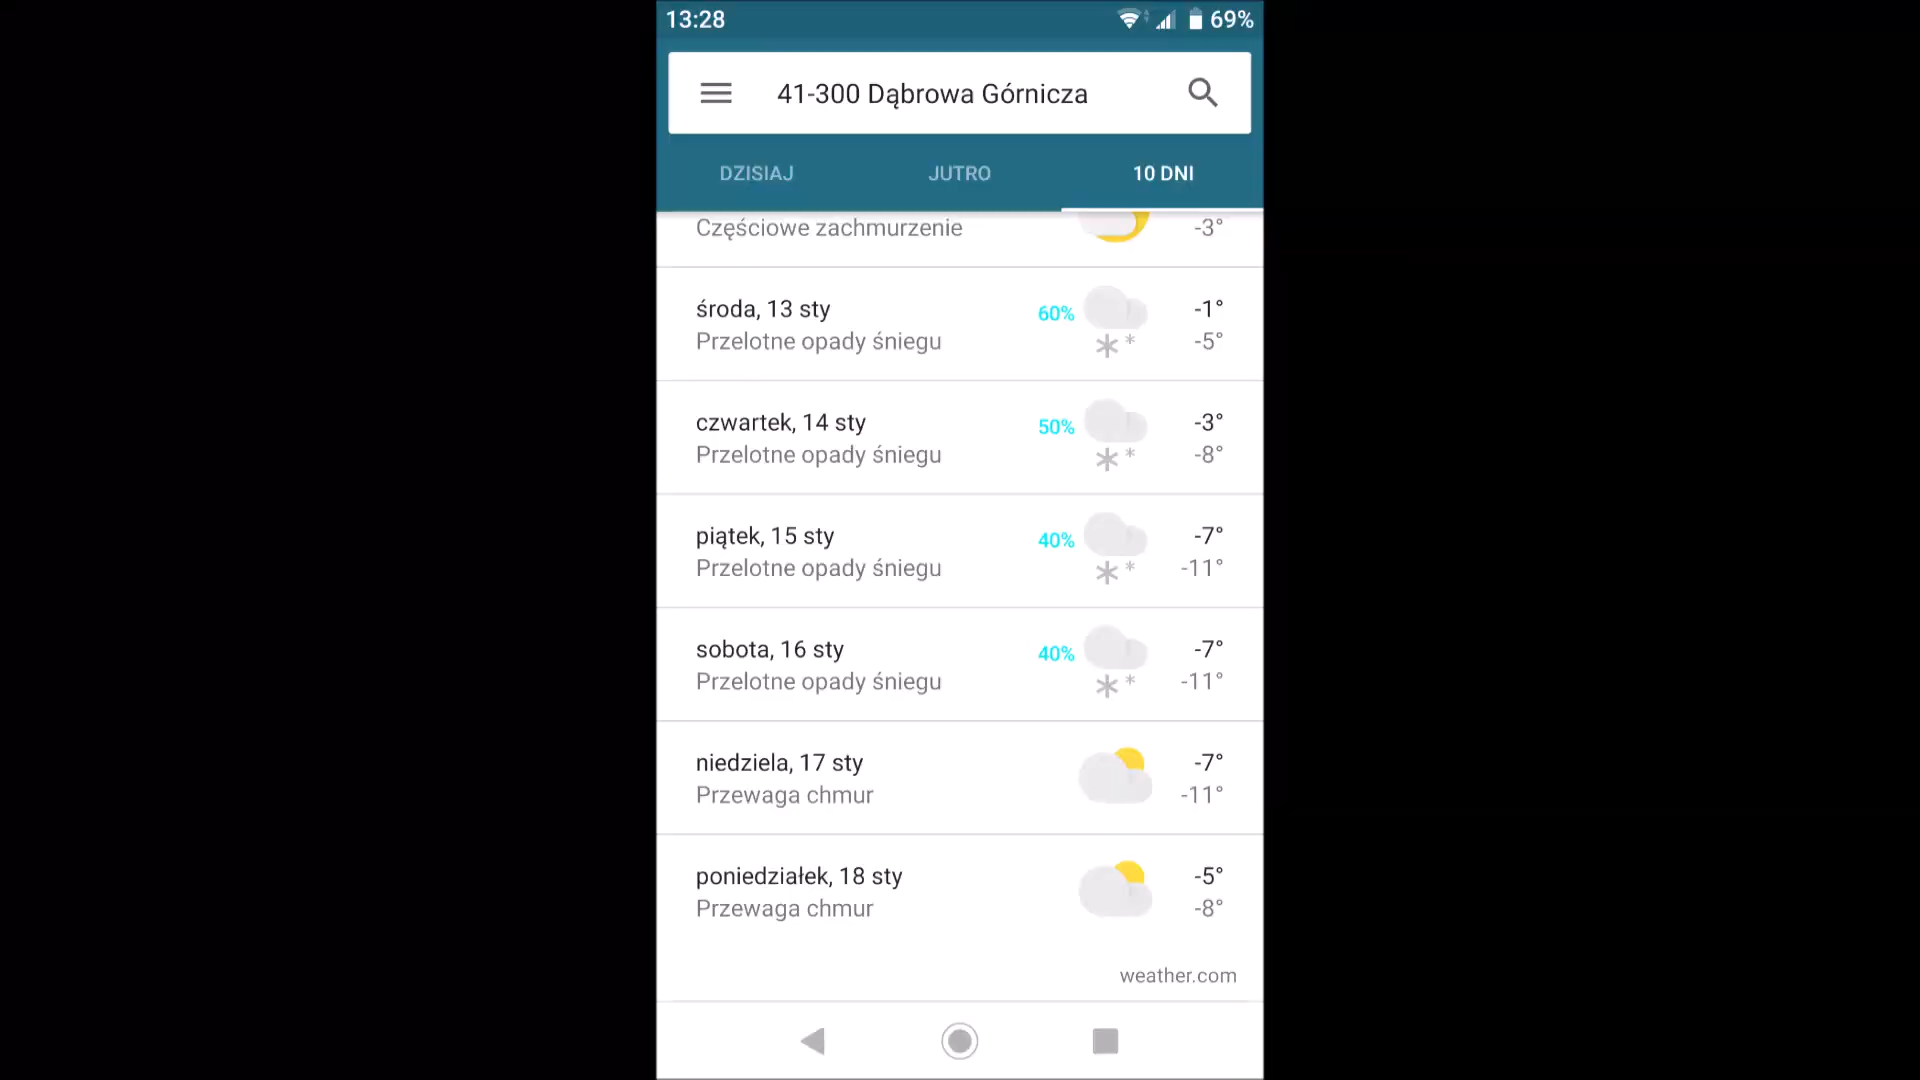 13:28
69%
41-300 Dąbrowa Górnicza
DZISIAJ
JUTRO
10 DNI
Częściowe zachmurzenie
-3°
środa, 13 sty
60%
-1°
Przelotne opady śniegu
-5°
czwartek, 14 sty
50%
-3°
Przelotne opady śniegu
-8°
piątek, 15 sty
40%
-7°
Przelotne opady śniegu
-11°
sobota, 16 sty
40%
-7°
Przelotne opady śniegu
-11°
niedziela, 17 sty
-7°
Przewaga chmur
-11°
poniedziałek, 18 sty
-5°
Przewaga chmur
-8°
weather.com